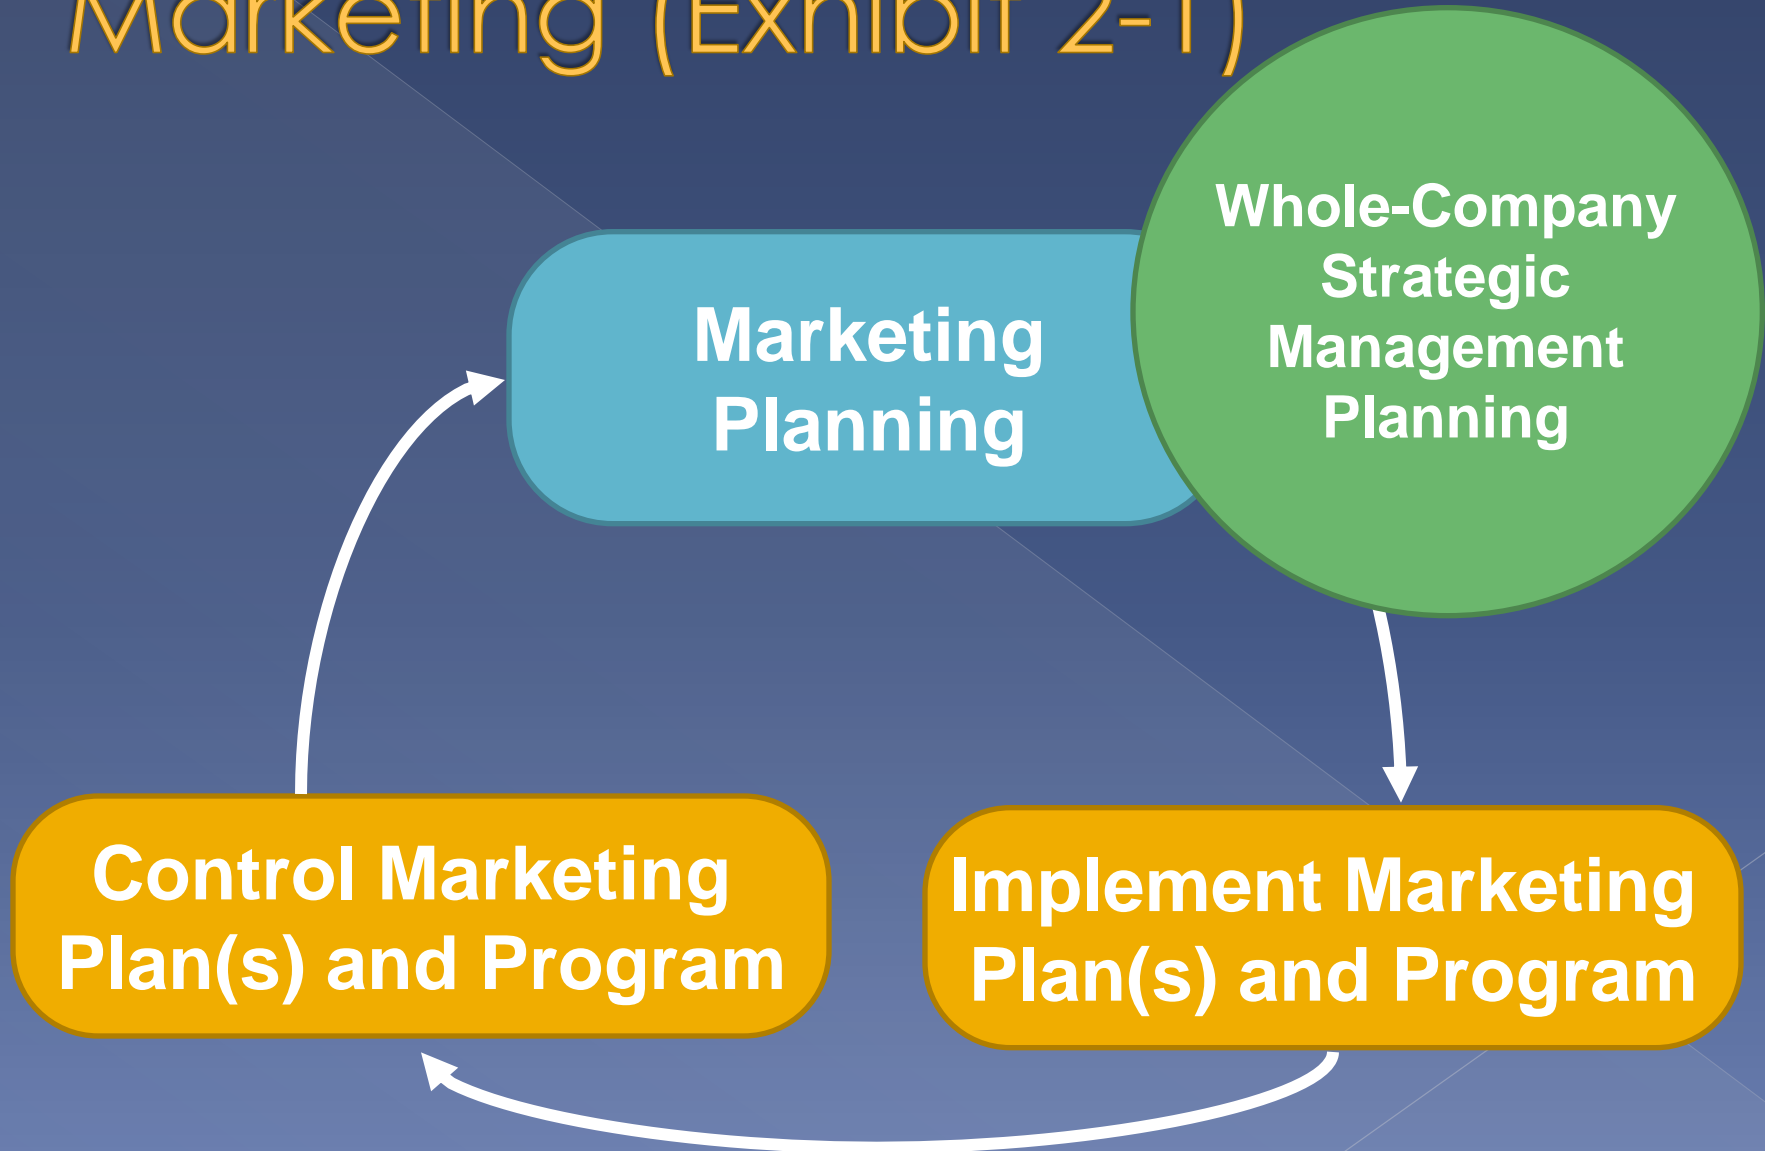 Marketing (Exhibit 2-1)
Whole-Company
Strategic
Management
Planning
Marketing
Planning
Control Marketing
Plan(s) and Program
Implement Marketing
Plan(s) and Program